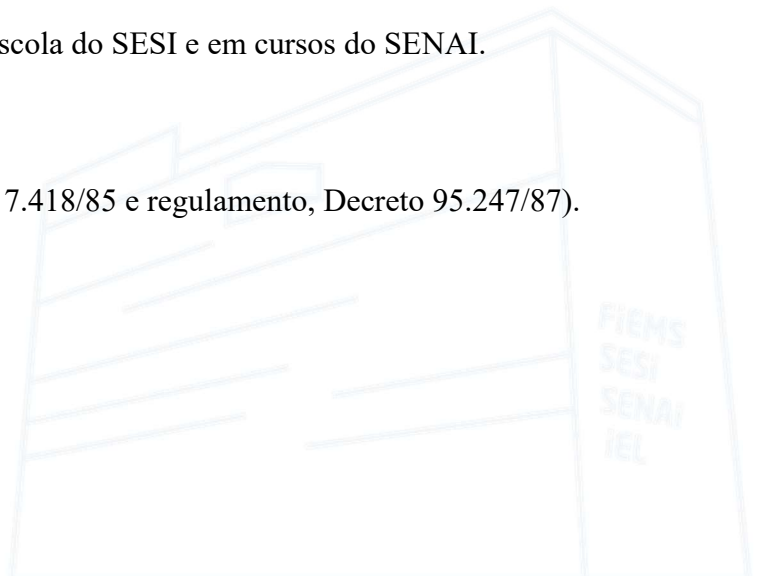 scola do SESI e em cursos do SENAI.
7.418/85 e regulamento, Decreto 95.247/87).
FiEMS
SESi
SENAi
iEL